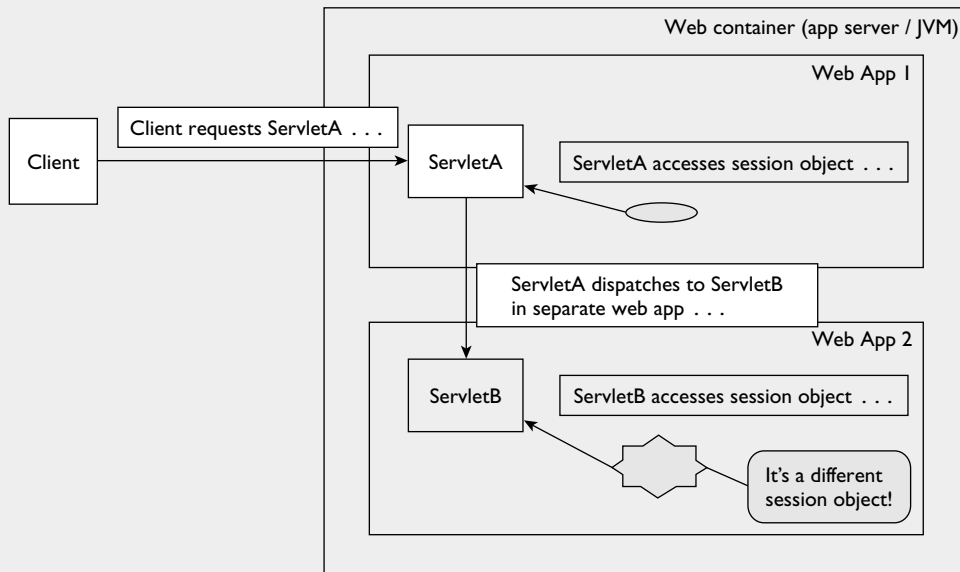 Web container (app server / JVM)
Web App 1
Client requests ServletA . . .
Client
ServletA
ServletA accesses session object . . .
ServletA dispatches to ServletB
in separate web app . . .
Web App 2
ServletB
ServletB accesses session object . . .
It's a different
session object!